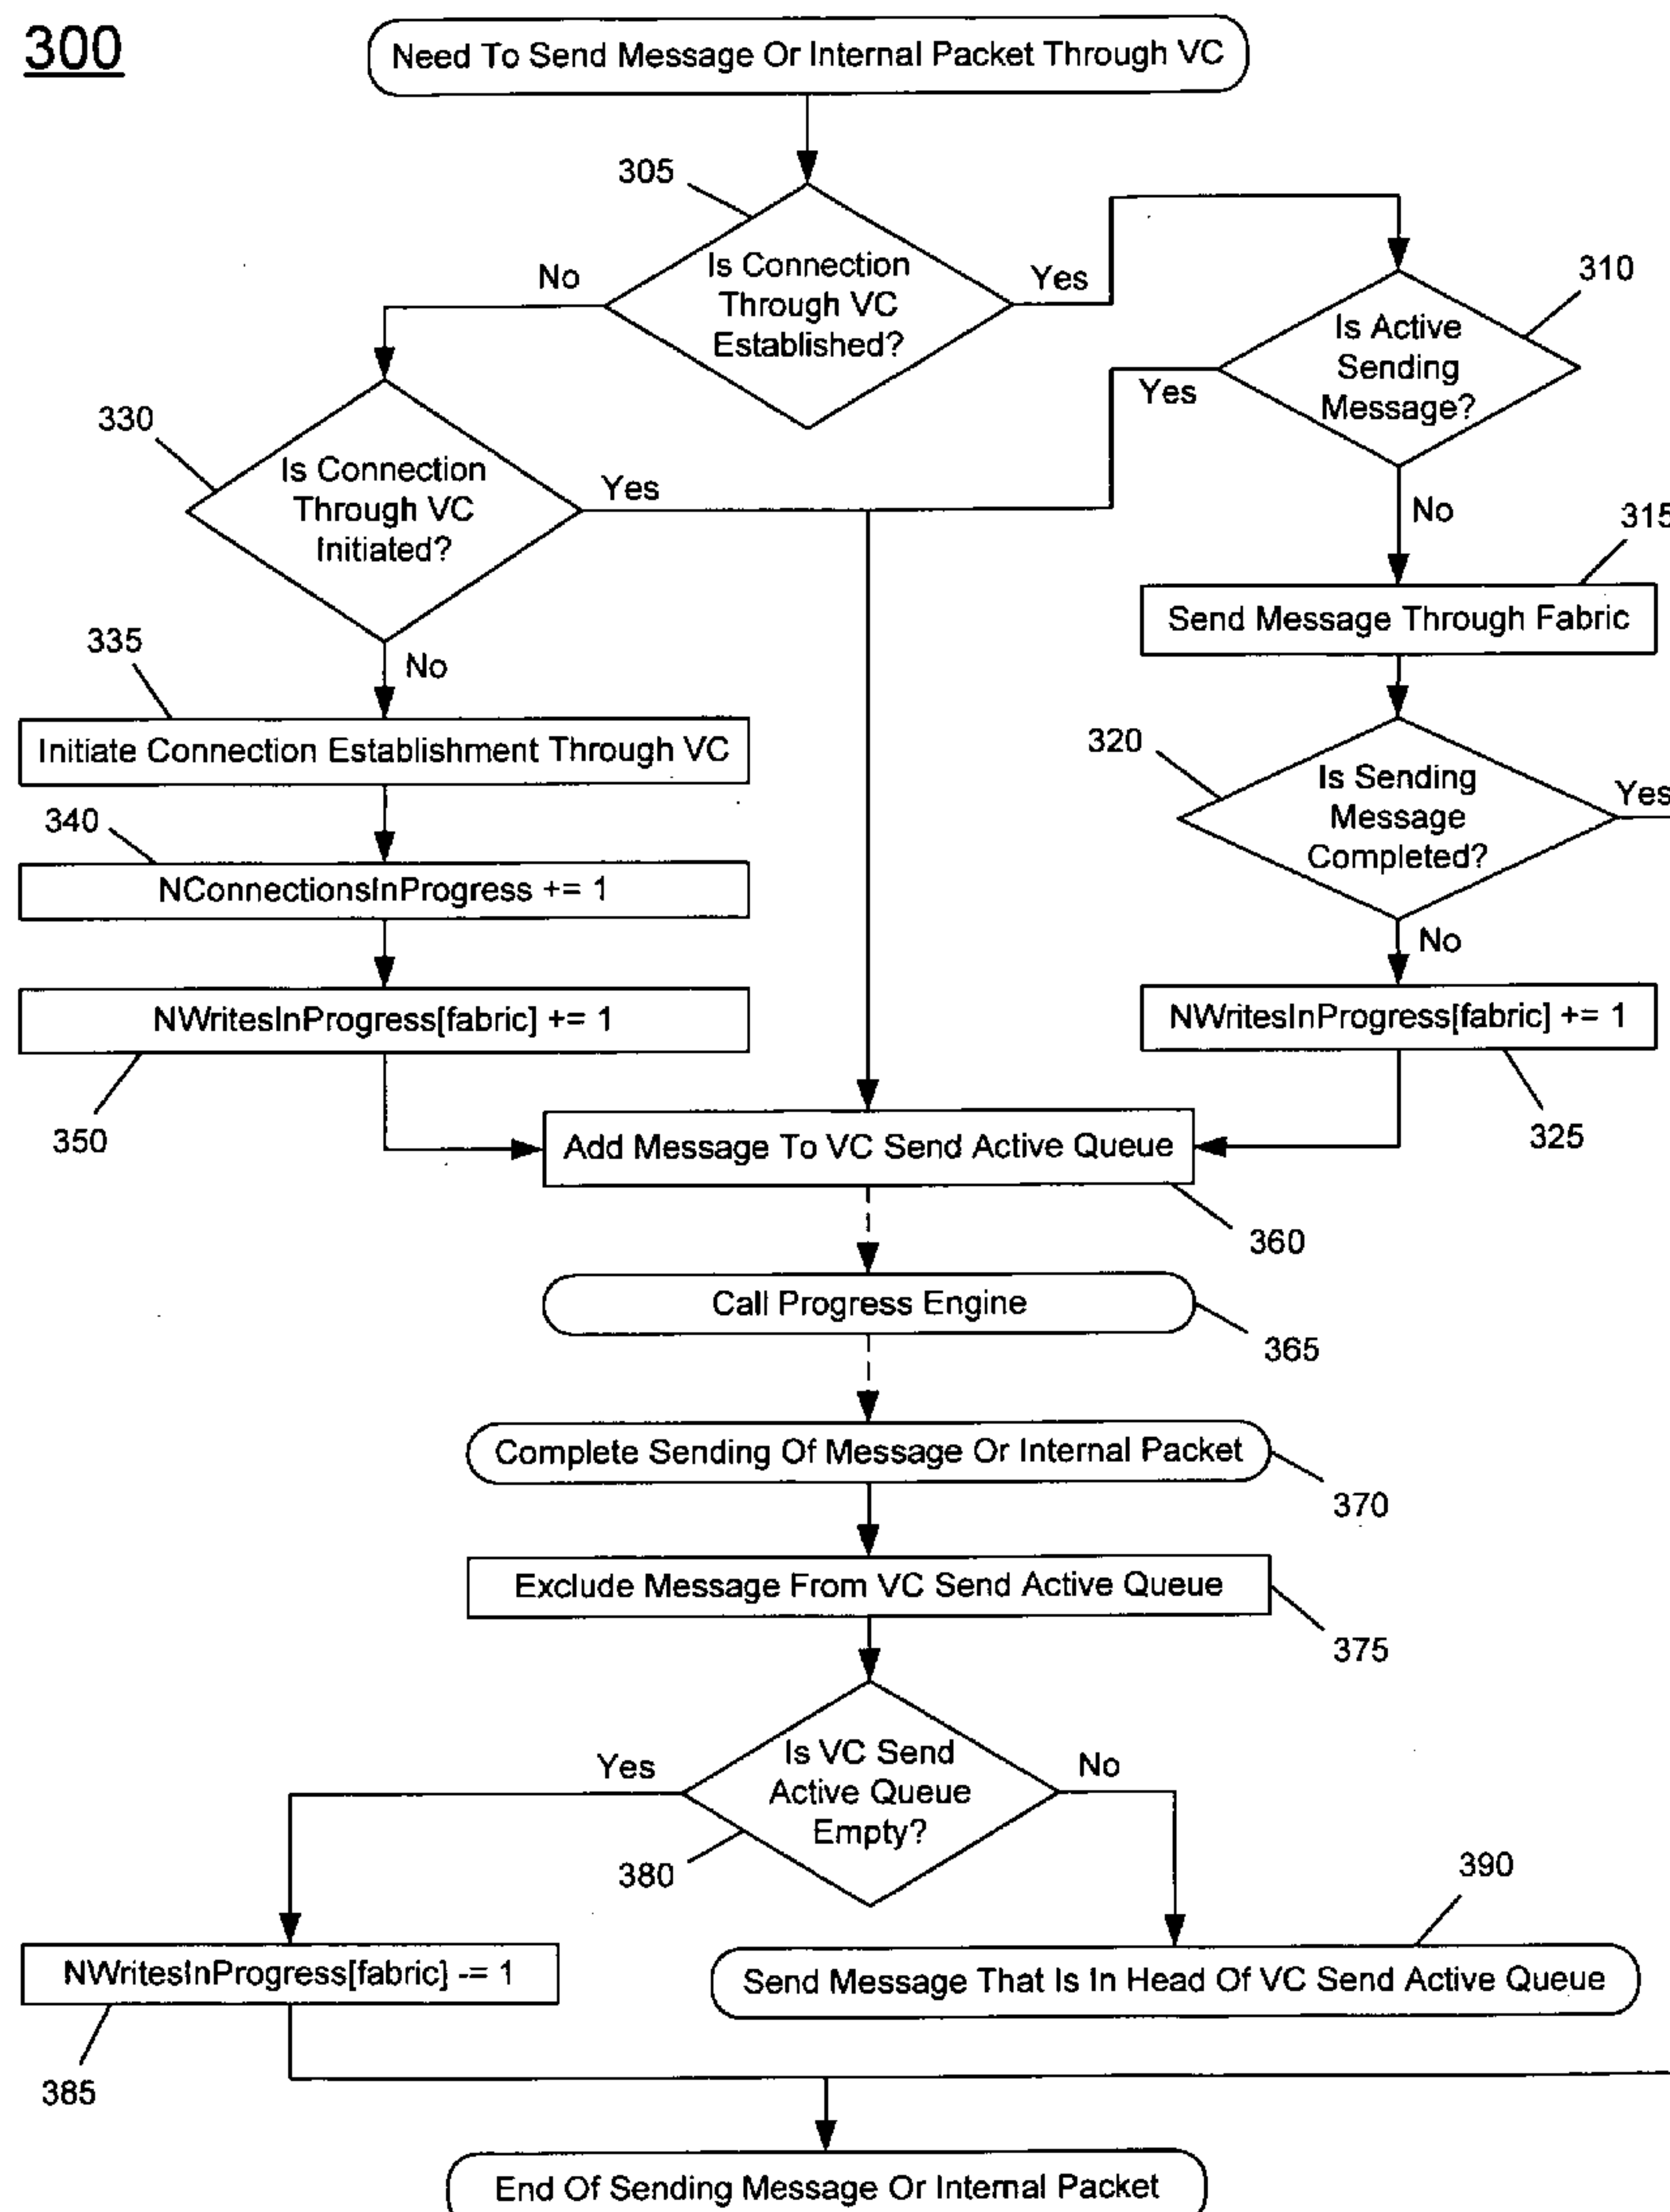 300
Need To Send Message Or Internal Packet Through VC
305
Is Connection
Through VC
Established?
No
Yes
310
Is Active
Sending
Message?
Yes
No
330
Is Connection
Through VC
Initiated?
Yes
No
315
Send Message Through Fabric
335
Initiate Connection Establishment Through VC
320
Is Sending
Message
Completed?
Yes
No
340
NConnectionsInProgress += 1
NWritesInProgress[fabric] += 1
350
NWritesInProgress[fabric] += 1
325
Add Message To VC Send Active Queue
360
Call Progress Engine
365
Complete Sending Of Message Or Internal Packet
370
Exclude Message From VC Send Active Queue
375
Is VC Send
Active Queue
Empty?
Yes
No
380
390
NWritesInProgress[fabric] -= 1
385
Send Message That Is In Head Of VC Send Active Queue
End Of Sending Message Or Internal Packet